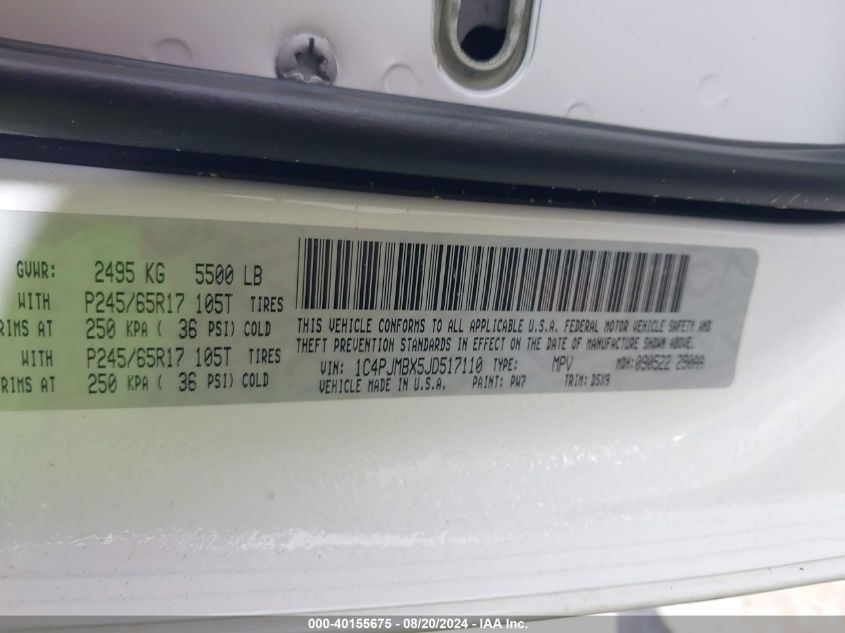 GVWR: 2495 KG 5500 LB
WITH P245/65R17 105T TIRES
RIMS AT 250 KPA ( 36 PSI) COLD
WITH P245/65R17 105T TIRES
RIMS AT 250 KPA ( 36 PSI) COLD
THIS VEHICLE CONFORMS TO ALL APPLICABLE U.S.A. FEDERAL MOTOR VEHICLE SAFETY AND
THEFT PREVENTION STANDARDS IN EFFECT ON THE DATE OF MANUFACTURE SHOWN ABOVE.
VIN: 1C4PJMBX5JD517110 TYPE: MPV MDH:090522 290AA
VEHICLE MADE IN U.S.A. PAINT: PW7 TRIM: DSX9
000-40155675 - 08/20/2024 - IAA Inc.